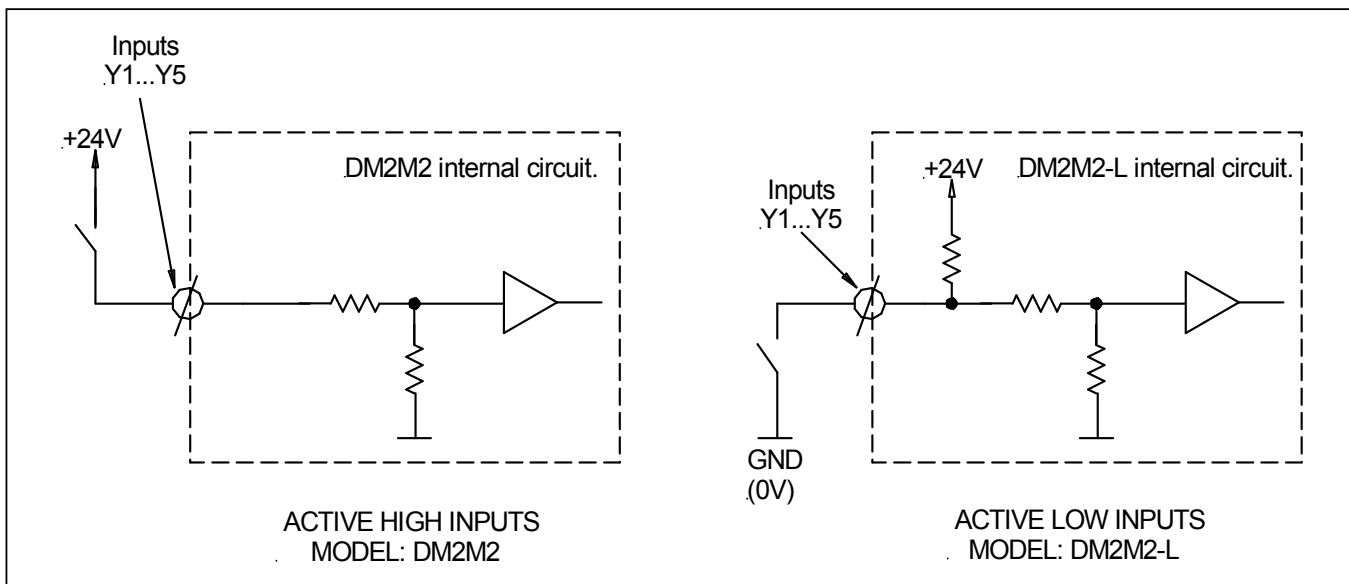 Inputs
Y1...Y5
+24V
DM2M2 internal circuit.
ACTIVE HIGH INPUTS
MODEL: DM2M2
Inputs
Y1...Y5
+24V
DM2M2-L internal circuit.
GND
(0V)
ACTIVE LOW INPUTS
MODEL: DM2M2-L